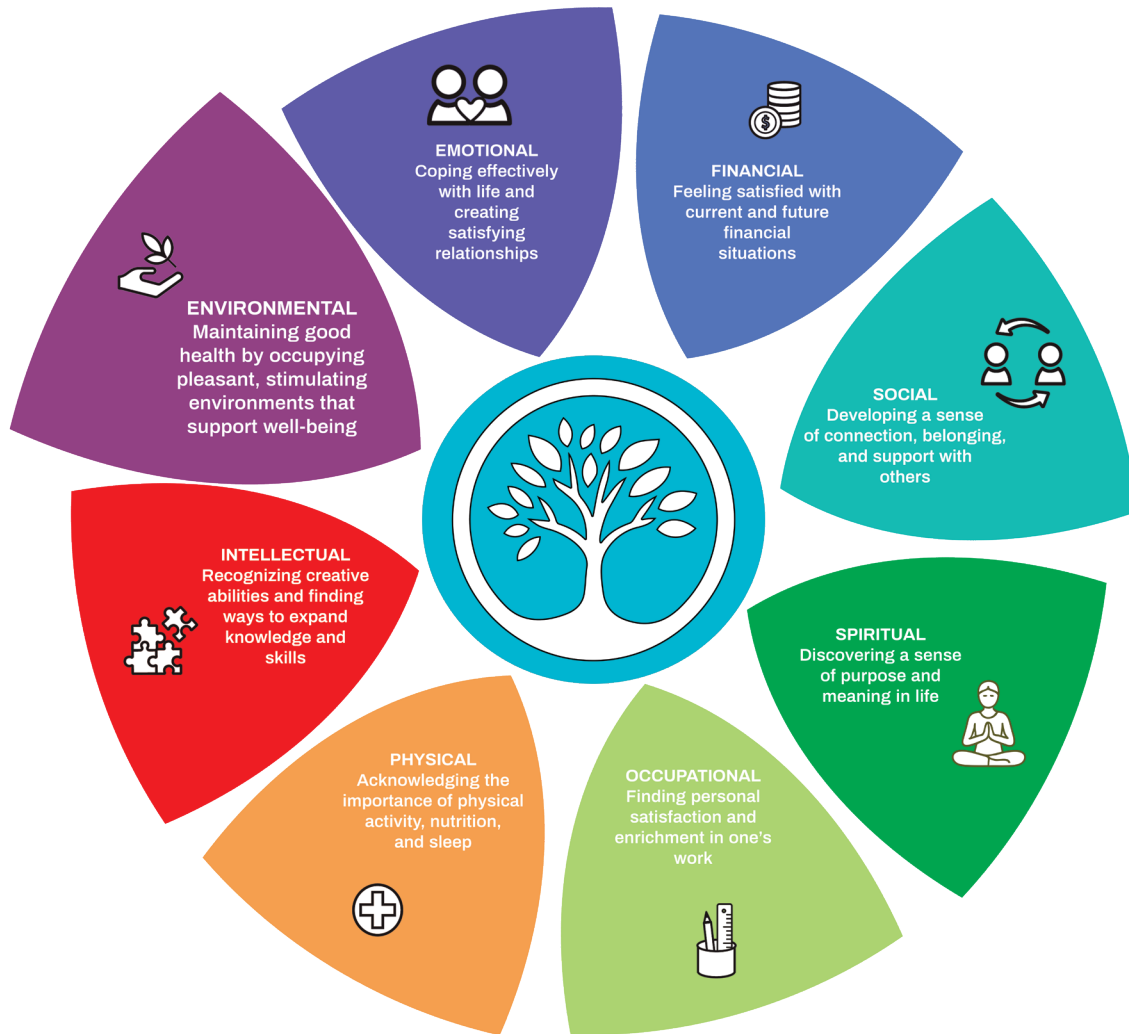 EMOTIONAL
Coping effectively
with life and
creating
satisfying
relationships
FINANCIAL
Feeling satisfied with
current and future
financial
situations
$
SOCIAL
Developing a sense
of connection, belonging,
and support with
others
SPIRITUAL
Discovering a sense
of purpose and
meaning in life
OCCUPATIONAL
Finding personal
satisfaction and
enrichment in one's
work
PHYSICAL
Acknowledging the
importance of physical
activity, nutrition,
and sleep
INTELLECTUAL
Recognizing creative
abilities and finding
ways to expand
knowledge and
skills
ENVIRONMENTAL
Maintaining good
health by occupying
pleasant, stimulating
environments that
support well-being